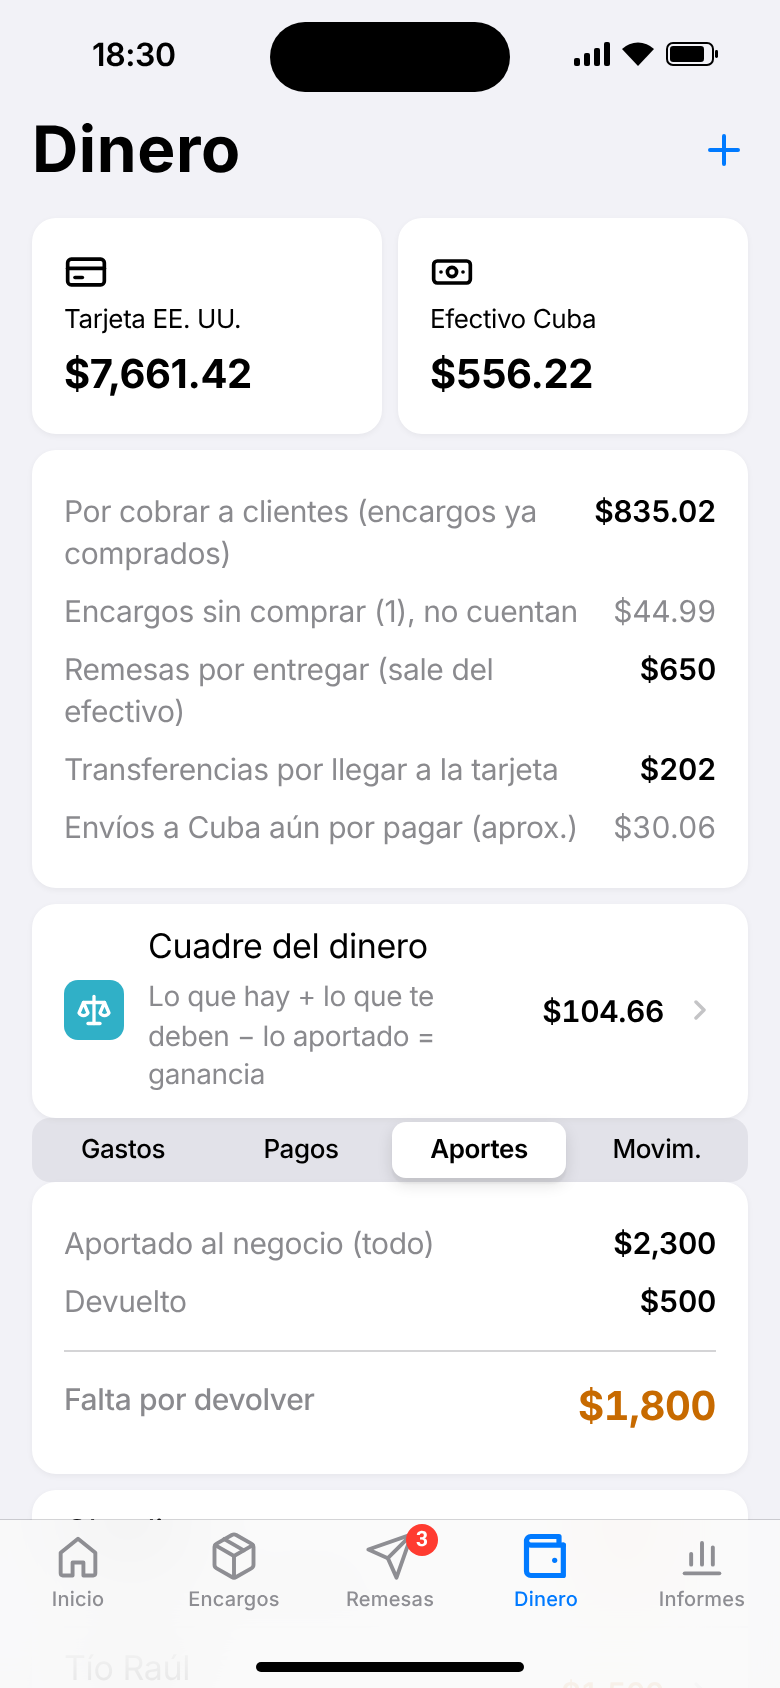 18:30
Dinero
Tarjeta EE. UU.
$7,661.42
Efectivo Cuba
$556.22
Por cobrar a clientes (encargos ya
comprados)
$835.02
Encargos sin comprar (1), no cuentan
$44.99
Remesas por entregar (sale del
efectivo)
$650
Transferencias por llegar a la tarjeta
$202
Envíos a Cuba aún por pagar (aprox.)
$30.06
Cuadre del dinero
Lo que hay + lo que te
deben − lo aportado =
ganancia
$104.66
Gastos
Pagos
Aportes
Movim.
Aportado al negocio (todo)
$2,300
Devuelto
$500
Falta por devolver
$1,800
3
Inicio
Encargos
Remesas
Dinero
Informes
Tío Raúl